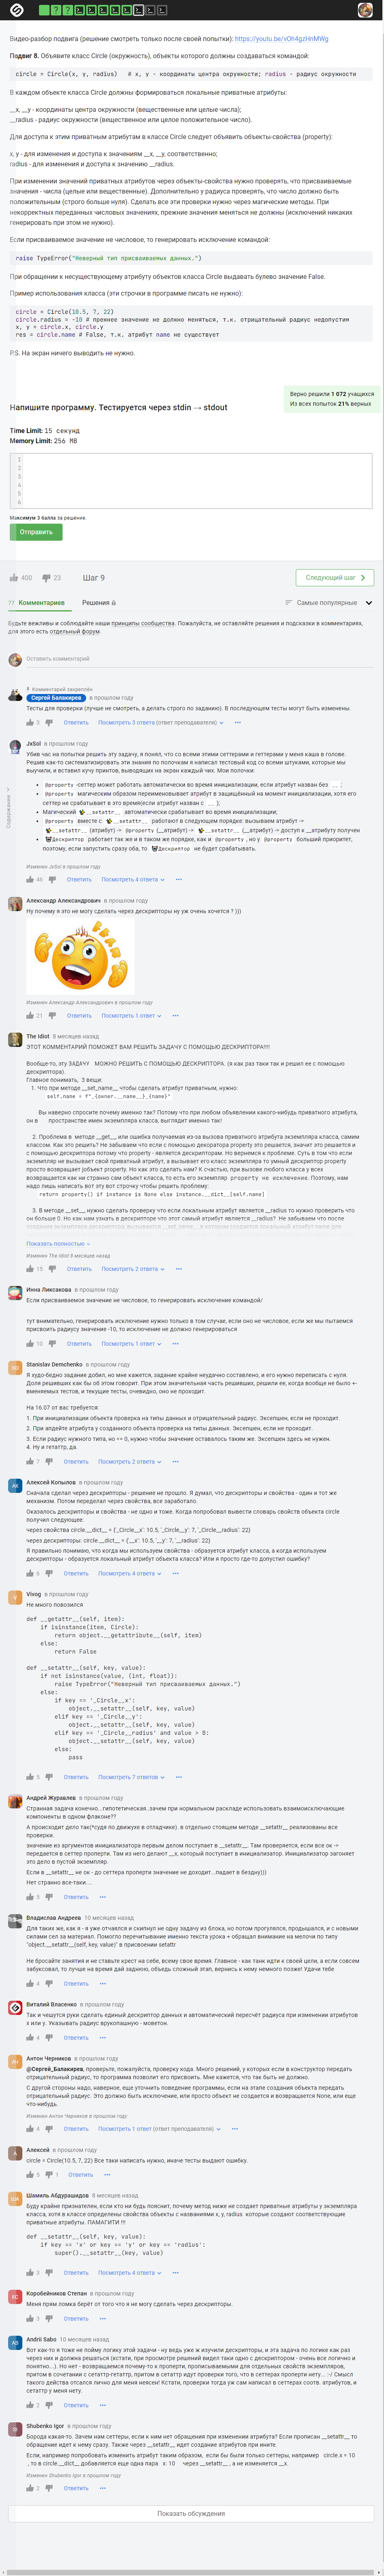 Видео-разбор подвига (решение смотреть только после своей попытки): https://youtu.be/vOh4gzHnMWg
Подвиг 8. Объявите класс Circle (окружность), объекты которого должны создаваться командой:
circle = Circle(x, y, radius)   # x, y - координаты центра окружности; radius - радиус окружности
В каждом объекте класса Circle должны формироваться локальные приватные атрибуты:
__x, __y - координаты центра окружности (вещественные или целые числа);
__radius - радиус окружности (вещественное или целое положительное число).
Для доступа к этим приватным атрибутам в классе Circle следует объявить объекты-свойства (property):
x, y - для изменения и доступа к значениям __x, __y, соответственно;
radius - для изменения и доступа к значению __radius.
При изменении значений приватных атрибутов через объекты-свойства нужно проверять, что присваиваемые
значения - числа (целые или вещественные). Дополнительно у радиуса проверять, что число должно быть
положительным (строго больше нуля). Сделать все эти проверки нужно через магические методы. При
некорректных переданных числовых значениях, прежние значения меняться не должны (исключений никаких
генерировать при этом не нужно).
Если присваиваемое значение не числовое, то генерировать исключение командой:
raise TypeError("Неверный тип присваиваемых данных.")
При обращении к несуществующему атрибуту объектов класса Circle выдавать булево значение False.
Пример использования класса (эти строчки в программе писать не нужно):
circle = Circle(10.5, 7, 22)
circle.radius = -10 # прежнее значение не должно меняться, т.к. отрицательный радиус недопустим
x, y = circle.x, circle.y
res = circle.name # False, т.к. атрибут name не существует
P.S. На экран ничего выводить не нужно.
Верно решили 1 072 учащихся
Из всех попыток 21% верных
Напишите программу. Тестируется через stdin → stdout
Time Limit: 15 секунд
Memory Limit: 256 MB
1
2
3
4
5
6
Максимум 3 балла за решение.
Отправить
400
23
Шаг 9
Следующий шаг
77 Комментариев
Решения
Самые популярные
Будьте вежливы и соблюдайте наши принципы сообщества. Пожалуйста, не оставляйте решения и подсказки в комментариях,
для этого есть отдельный форум.
Оставить комментарий
Содержание
Комментарий закреплён
Сергей Балакирев в прошлом году
Тесты для проверки (лучше не смотреть, а делать строго по заданию). В последующем тесты могут быть изменены.
3 Ответить Посмотреть 3 ответа (ответ преподавателя)
JxSol в прошлом году
Убив час на попытки решить эту задачу, я понял, что со всеми этими сеттерами и геттерами у меня каша в голове.
Решив как-то систематизировать эти знания по полочкам я написал тестовый код со всеми штуками, которые мы
выучили, и вставил кучу принтов, выводящих на экран каждый чих. Мои полочки:
@property -сеттер может работать автоматически во время инициализации, если атрибут назван без __ ;
@property магическим образом переименовывает атрибут в защищённый на момент инициализации, хотя его
сеттер не срабатывает в это время(если атрибут назван с __ );
Магический __setattr__ автоматически срабатывает во время инициализации;
@property вместе с __setattr__ работает в следующем порядке: вызываем атрибут ->
__setattr__ (атрибут) -> @property (__атрибут) -> __setattr__ (__атрибут) -> доступ к __атрибуту получен
Дескриптор работает так же и в таком же порядке, как и @property , но у @property больший приоритет,
поэтому, если запустить сразу оба, то Дескриптор не будет срабатывать.
Изменен JxSol в прошлом году
46 Ответить Посмотреть 4 ответа
Александр Александрович в прошлом году
Ну почему я это не могу сделать через дескрипторы ну уж очень хочется ? )))
Изменен Александр Александрович в прошлом году
21 Ответить Посмотреть 1 ответ
The Idiot 8 месяцев назад
ЭТОТ КОММЕНТАРИЙ ПОМОЖЕТ ВАМ РЕШИТЬ ЗАДАЧУ С ПОМОЩЬЮ ДЕСКРИПТОРА!!!!
Вообще-то, эту ЗАДАЧУ МОЖНО РЕШИТЬ С ПОМОЩЬЮ ДЕСКРИПТОРА. (я как раз таки так и решил ее с помощью
дескриптора).
Главное понимать, 3 вещи:
1. Что при методе __set_name__ чтобы сделать атрибут приватным, нужно:
self.name = f"_{owner.__name__}_{name}"
Вы наверно спросите почему именно так? Потому что при любом объявлении какого-нибудь приватного атрибута,
он в пространстве имен экземпляра класса, выглядит именно так!
2. Проблема в методе __get__, или ошибка получаемая из-за вызова приватного атрибута экземпляра класса, самим
классом. Как это решить? Не забываем что если с помощью декоратора property это решается, значит это решается и
с помощью дескриптора потому что property - является дескриптором. Но вернемся к проблеме. Суть в том что если
экземпляр не вызывает свой приватный атрибут, а вызывает его класс - вместо экземпляра то думаю дескриптор
просто возвращает объект property. Но как сделать нам? К счастью, при вызове любого класса у всех
возвращается как ни странно сам объект класса, то есть его экземпляр property не исключение. Поэтому, нам
надо лишь написать вот эту вот строку чтобы решить проблему:
return property() if instance is None else instance.__dict__[self.name]
3. В методе __set__, нужно сделать проверку что если локальным атрибут является __radius то нужно проверить что
он больше 0. Но как нам узнать в дескрипторе что этот самый атрибут является __radius? Не забываем что после
Показать полностью
Изменен The Idiot 8 месяцев назад
15 Ответить Посмотреть 2 ответа
Инна Ликсакова в прошлом году
Если присваиваемое значение не числовое, то генерировать исключение командой/
тут внимательно, генерировать исключение нужно только в том случае, если оно не числовое, если же мы пытаемся
присвоить радиусу значение -10, то исключение не должно генерироваться
10 Ответить Посмотреть 1 ответ
Stanislav Demchenko в прошлом году
Я худо-бедно задание добил, но мне кажется, задание крайне неудачно составлено, и его нужно переписать с нуля.
Доля решивших как бы об этом говорит. При этом значительная часть решивших, решили ее, когда вообще не было +-
вменяемых тестов, и текущие тесты, очевидно, оно не проходит.
На 16.07 от вас требуется:
1. При инициализации объекта проверка на типы данных и отрицательный радиус. Эксепшен, если не проходит.
2. При апдейте атрибута у созданного объекта проверка на типы данных. Эксепшен, если не проходит.
3. Если радиус нужного типа, но <= 0, нужно чтобы значение оставалось таким же. Эксепшен здесь не нужен.
4. Ну и гетаттр, да.
7 Ответить Посмотреть 2 ответа
Алексей Копылов в прошлом году
Сначала сделал через дескрипторы - решение не прошло. Я думал, что дескрипторы и свойства - один и тот же
механизм. Потом переделал через свойства, все заработало.
Оказалось дескрипторы и свойства - не одно и тоже. Когда попробовал вывести словарь свойств объекта circle
получил следующее:
через свойства circle.__dict__ = {'_Circle__x': 10.5, '_Circle__y': 7, '_Circle__radius': 22}
через дескрипторы: circle.__dict__ = {'__x': 10.5, '__y': 7, '__radius': 22}
Я правильно понимаю, что когда мы используем свойства - образуется атрибут класса, а когда используем
дескрипторы - образуется локальный атрибут объекта класса? Или я просто где-то допустил ошибку?
6 Ответить Посмотреть 4 ответа
Vivog в прошлом году
Не много повозился
def __getattr__(self, item):
if isinstance(item, Circle):
return object.__getattribute__(self, item)
else:
return False
def __setattr__(self, key, value):
if not isinstance(value, (int, float)):
raise TypeError("Неверный тип присваиваемых данных.")
else:
if key == '_Circle__x':
object.__setattr__(self, key, value)
elif key == '_Circle__y':
object.__setattr__(self, key, value)
elif key == '_Circle__radius' and value > 0:
object.__setattr__(self, key, value)
else:
pass
5 Ответить Посмотреть 7 ответов
Андрей Журавлев в прошлом году
Странная задача конечно...гипотетическая..зачем при нормальном раскладе использовать взаимоисключающие
компоненты в одном флаконе??
А происходит дело так(*судя по движухе в отладчике). в отдельно стоящем методе __setattr__ реализованы все
проверки.
значение из аргументов инициализатора первым делом поступает в __setattr__. Там проверяется, если все ок ->
передается в сеттер проперти. Там из него делают __x, который поступает в инициализатор. Инициализатор загоняет
это дело в пустой экземпляр.
Если в __setattr__ не ок - до сеттера проперти значение не доходит...падает в бездну)))
Нет странно все-таки....
5 Ответить
Владислав Андреев 10 месяцев назад
Для таких же, как я - я уже отчаялся и скипнул не одну задачу из блока, но потом прогулялся, продышался, и с новыми
силами сел за материал. Помогло перечитывание именно текста урока + обращал внимание на мелочи по типу
"object.__setattr__(self, key, value)" в присвоении setattr
Не бросайте занятия и не ставьте крест на себе, всему свое время. Главное - как танк идти к своей цели, а если совсем
забуксовал, то лучше на время дай заднюю, объедь сложный этап, вернись к нему немного позже! Удачи тебе
4 Ответить
Виталий Власенко в прошлом году
Так и чешутся руки сделать единый дескриптор данных и автоматический пересчёт радиуса при изменении атрибутов
x или y. Указывать радиус вручолапшную - моветон.
4 Ответить
Антон Черников в прошлом году
@Сергей_Балакирев, проверьте, пожалуйста, проверку кода. Много решений, у которых если в конструктор передать
отрицательный радиус, то программа позволит его присвоить. Мне кажется, что так быть не должно.
С другой стороны надо, наверное, еще уточнить поведение программы, если на этапе создания объекта передать
отрицательный радиус. Это должно быть исключение, или просто объект не создается и возвращается None, или еще
что-нибудь.
Изменен Антон Черников в прошлом году
4 Ответить Посмотреть 1 ответ (ответ преподавателя)
Алексей в прошлом году
circle = Circle(10.5, 7, 22) Все таки написать нужно, иначе тесты выдают ошибку.
5 1 Ответить
Шамиль Абдурашидов 8 месяцев назад
Буду крайне признателен, если кто ни будь пояснит, почему метод ниже не создает приватные атрибуты у экземпляра
класса, хотя в классе определены свойства объекты с названиями x, y, radius которые создают соответствующие
приватные атрибуты. ПАМАГИТИ !!!
def __setattr__(self, key, value):
if key == 'x' or key == 'y' or key == 'radius':
super().__setattr__(key, value)
3 Ответить Посмотреть 4 ответа
Коробейников Степан в прошлом году
Меня прям ломка берёт от того что я не могу сделать через дескрипторы.
3 Ответить
Andrii Sabo 10 месяцев назад
Вот как-то я тоже не пойму логику этой задачи - ну ведь уже ж изучили дескрипторы, и эта задача по логике как раз
через них и должна решаться (кстати, при просмотре решений видел таки одно с дескриптором - очень все логично и
понятно...). Но нет - возвращаемся почему-то к проперти, прописываемыми для отдельных свойств экземпляров,
притом в сочетании с сетаттр-гетаттр, притом в сетаттр идут проверки того, что в сеттерах проперти нету... :-/ Смысл
такого действа отсался лично для меня неясен( Кстати, проверки тогда уж сам написал в сеттерах соотв. атрибутов, и
сетаттр у меня нету.
2 Ответить
Shubenko Igor в прошлом году
Борода какая-то. Зачем нам сеттеры, если к ним нет обращения при изменении атрибута? Если прописан __setattr__ то
обращение идет к нему сразу. Также через __setattr__ идет создание атрибутов при ините.
Если, например попробовать изменить атрибут таким образом, если бы были только сеттеры, например circle.x = 10
, то в circle.__dict__ добавляется еще одна пара x: 10 через __setattr__ , а не изменяется __x.
Изменен Shubenko Igor в прошлом году
2 Ответить
Показать обсуждения